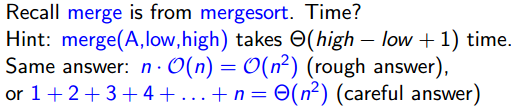 Recall merge is from mergesort. Time?
Hint: merge(A,low,high) takes Θ(high − low + 1) time.
Same answer: n · O(n) = O(n²) (rough answer),
or 1 + 2 + 3 + 4 + . . . + n = Θ(n²) (careful answer)